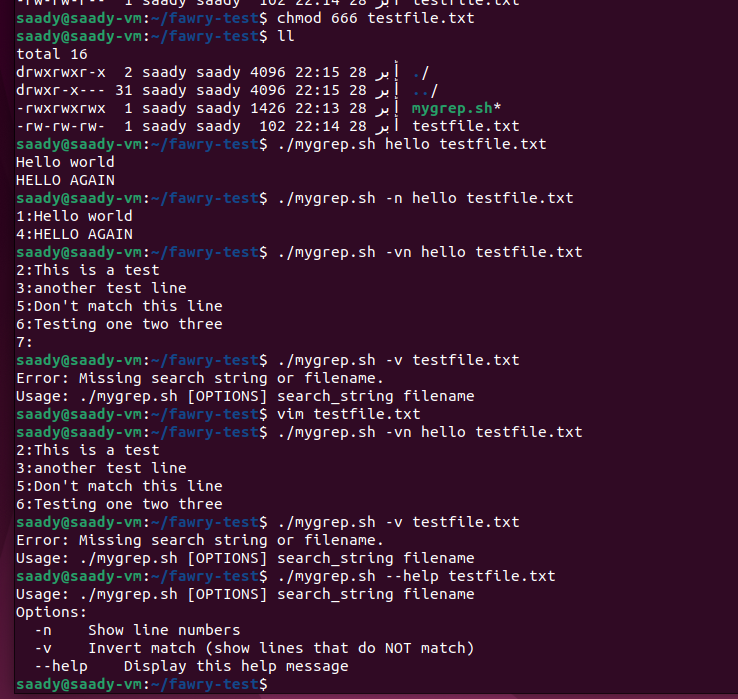 -rw-rw-r-- 1 saady saady 102 22:14 28 أبر testfile.txt
saady@saady-vm:~/fawry-test$ chmod 666 testfile.txt
saady@saady-vm:~/fawry-test$ ll
total 16
drwxrwxr-x  2 saady saady 4096 22:15 28 أبر ./
drwxr-x--- 31 saady saady 4096 22:15 28 أبر ../
-rwxrwxrwx  1 saady saady 1426 22:13 28 أبر mygrep.sh*
-rw-rw-rw-  1 saady saady  102 22:14 28 أبر testfile.txt
saady@saady-vm:~/fawry-test$ ./mygrep.sh hello testfile.txt
Hello world
HELLO AGAIN
saady@saady-vm:~/fawry-test$ ./mygrep.sh -n hello testfile.txt
1:Hello world
4:HELLO AGAIN
saady@saady-vm:~/fawry-test$ ./mygrep.sh -vn hello testfile.txt
2:This is a test
3:another test line
5:Don't match this line
6:Testing one two three
7:
saady@saady-vm:~/fawry-test$ ./mygrep.sh -v testfile.txt
Error: Missing search string or filename.
Usage: ./mygrep.sh [OPTIONS] search_string filename
saady@saady-vm:~/fawry-test$ vim testfile.txt
saady@saady-vm:~/fawry-test$ ./mygrep.sh -vn hello testfile.txt
2:This is a test
3:another test line
5:Don't match this line
6:Testing one two three
saady@saady-vm:~/fawry-test$ ./mygrep.sh -v testfile.txt
Error: Missing search string or filename.
Usage: ./mygrep.sh [OPTIONS] search_string filename
saady@saady-vm:~/fawry-test$ ./mygrep.sh --help testfile.txt
Usage: ./mygrep.sh [OPTIONS] search_string filename
Options:
  -n    Show line numbers
  -v    Invert match (show lines that do NOT match)
  --help    Display this help message
saady@saady-vm:~/fawry-test$